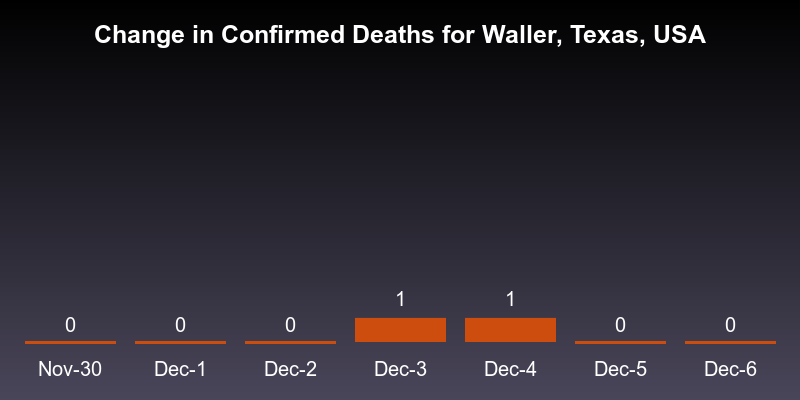 Change in Confirmed Deaths for Waller, Texas, USA
1 1
0 0 0 0 0
Nov-30 Dec-1 Dec-2 Dec-3 Dec-4 Dec-5 Dec-6